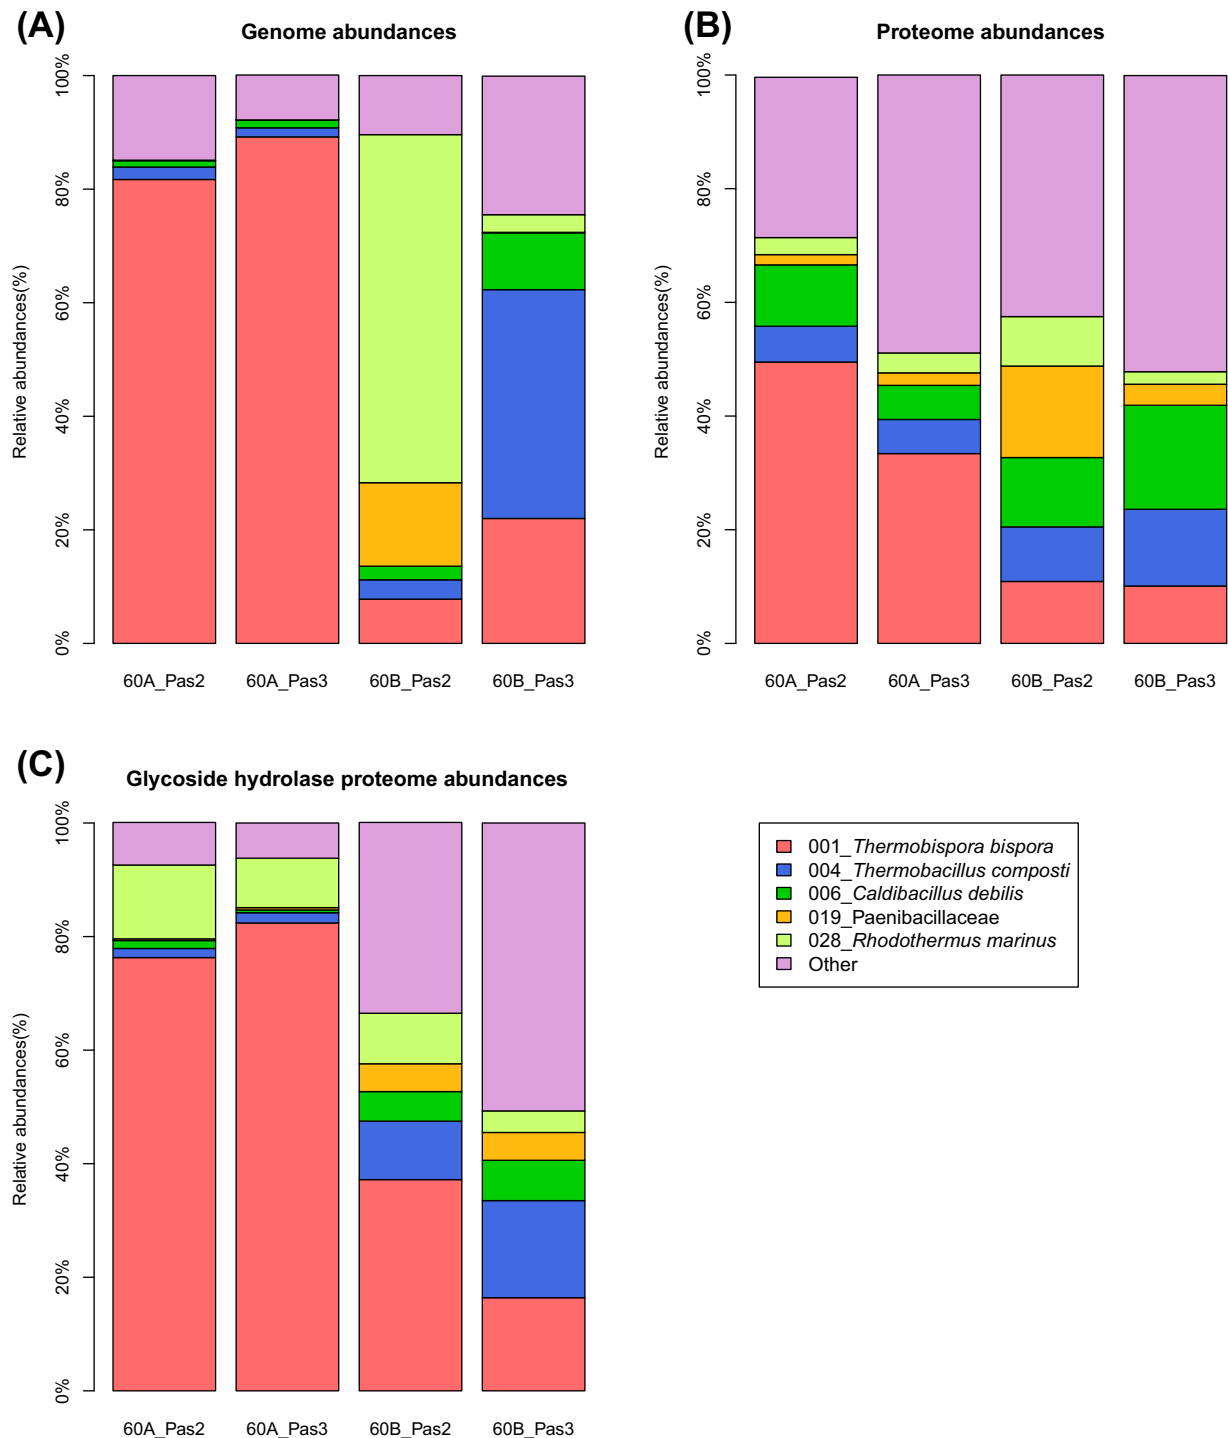 (A)
Genome abundances
Relative abundances(%)
100%
80%
60%
40%
20%
0%
60A_Pas2 60A_Pas3 60B_Pas2 60B_Pas3
(B)
Proteome abundances
Relative abundances(%)
100%
80%
60%
40%
20%
0%
60A_Pas2 60A_Pas3 60B_Pas2 60B_Pas3
(C)
Glycoside hydrolase proteome abundances
Relative abundances(%)
100%
80%
60%
40%
20%
0%
60A_Pas2 60A_Pas3 60B_Pas2 60B_Pas3
001_Thermobispora bispora
004_Thermobacillus composti
006_Caldibacillus debilis
019_Paenibacillaceae
028_Rhodothermus marinus
Other